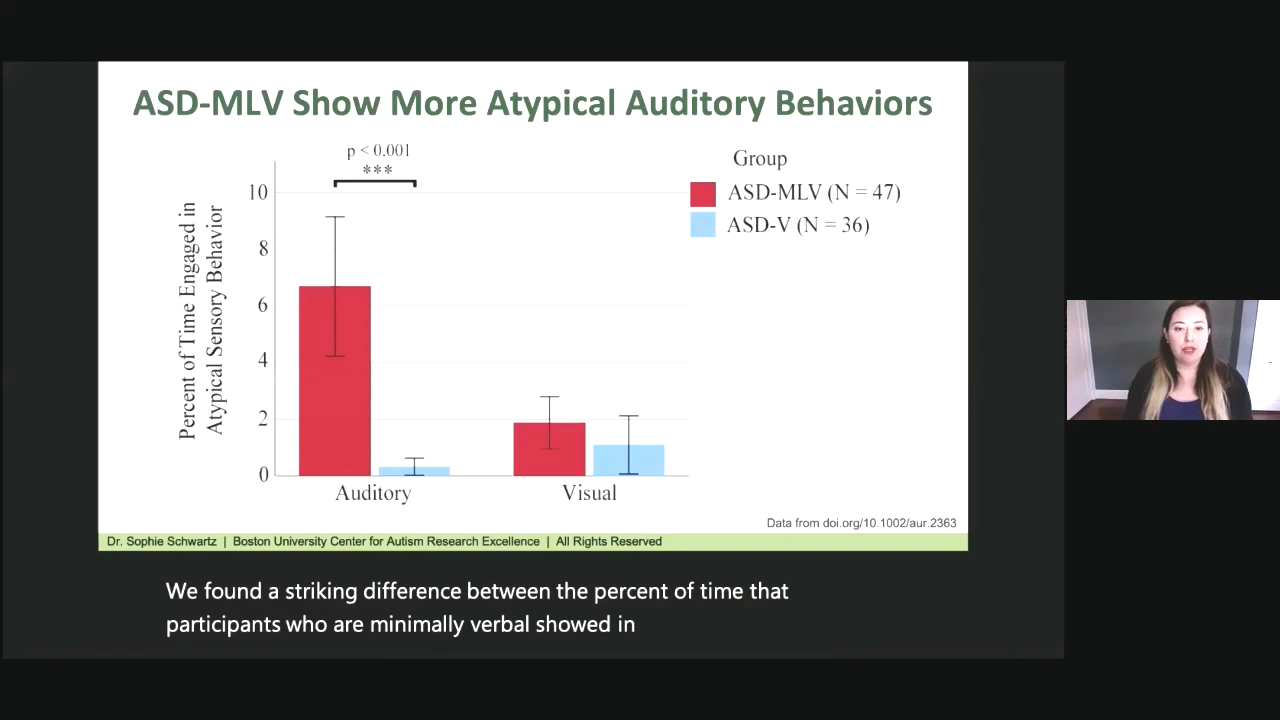 ASD-MLV Show More Atypical Auditory Behaviors
p < 0.001
***
Group
ASD-MLV (N = 47)
ASD-V (N = 36)
Percent of Time Engaged in
Atypical Sensory Behavior
10
8
6
4
2
0
Auditory
Visual
Data from doi.org/10.1002/aur.2363
Dr. Sophie Schwartz | Boston University Center for Autism Research Excellence | All Rights Reserved
We found a striking difference between the percent of time that
participants who are minimally verbal showed in